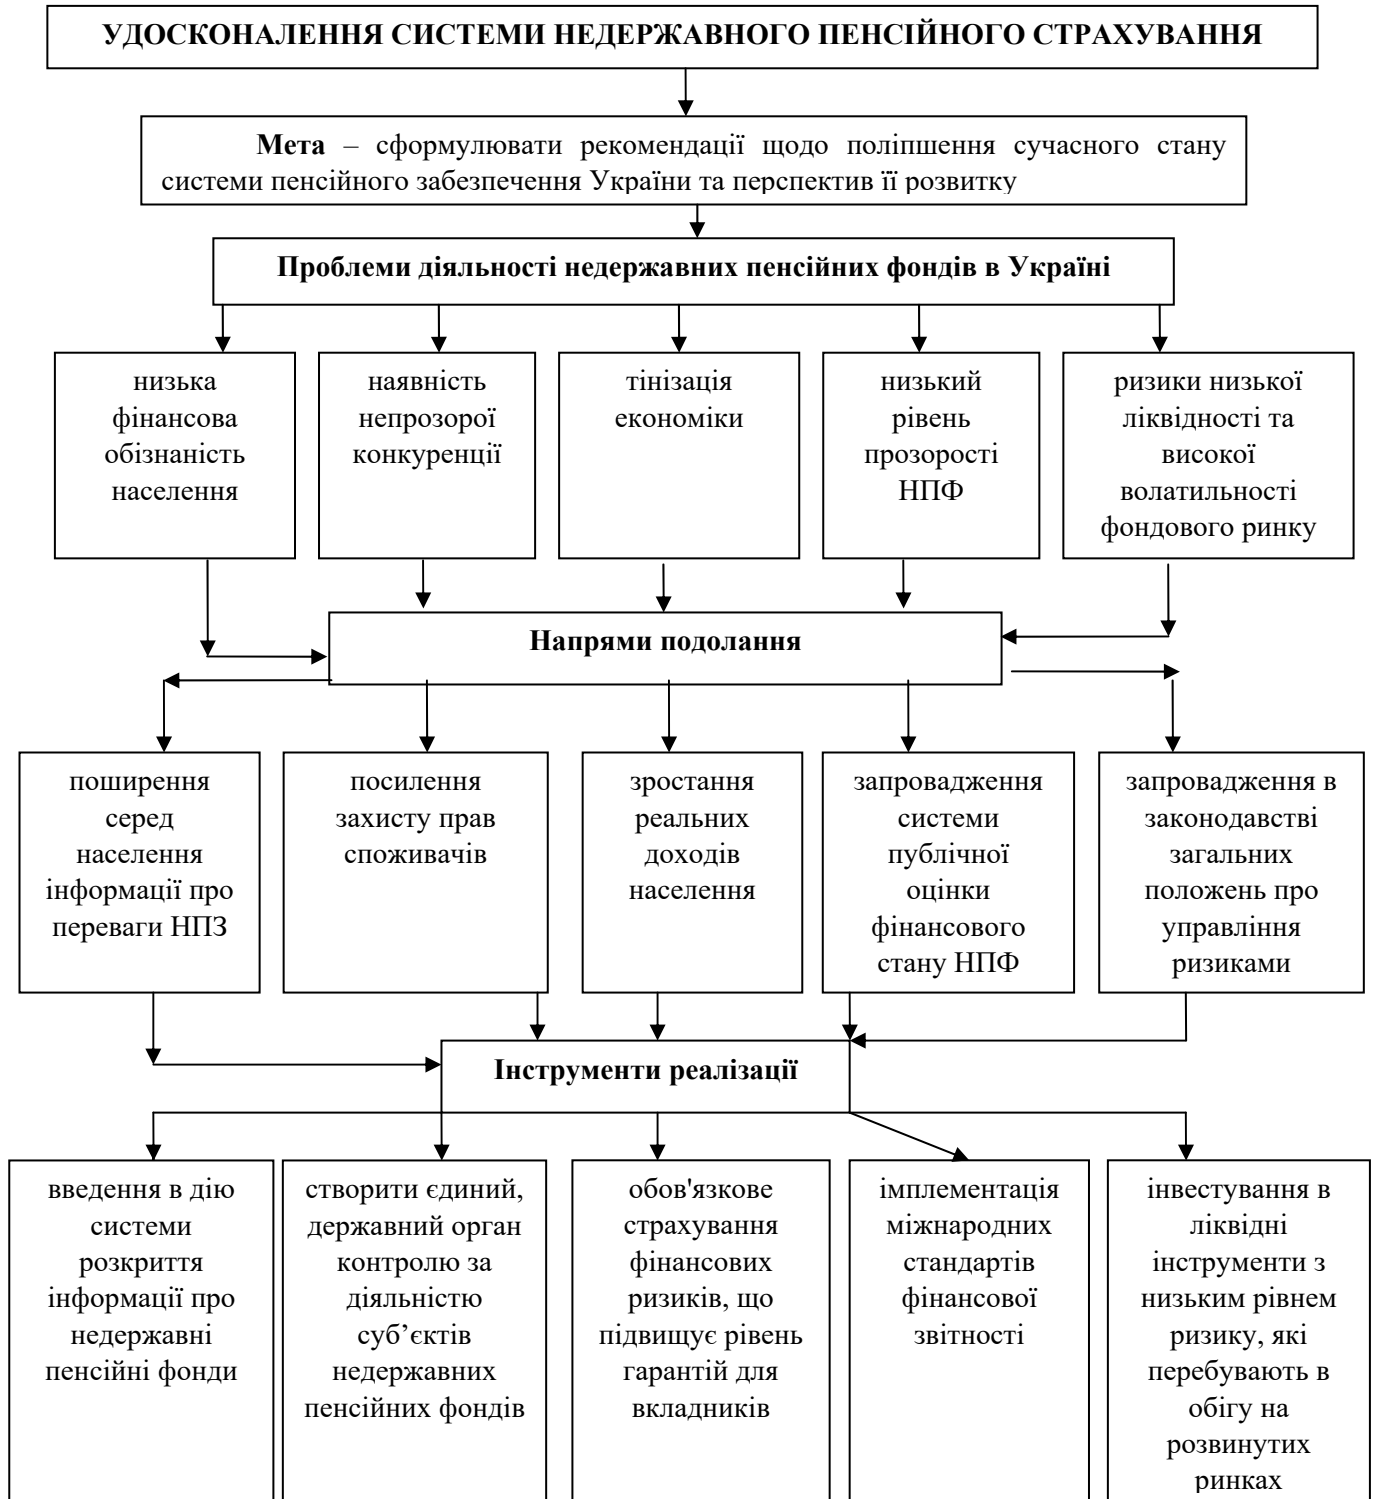 УДОСКОНАЛЕННЯ СИСТЕМИ НЕДЕРЖАВНОГО ПЕНСІЙНОГО СТРАХУВАННЯ
Мета – сформулювати рекомендації щодо поліпшення сучасного стану
системи пенсійного забезпечення України та перспектив її розвитку
Проблеми діяльності недержавних пенсійних фондів в Україні
низька
фінансова
обізнаність
населення
наявність
непрозорої
конкуренції
тінізація
економіки
низький
рівень
прозорості
НПФ
ризики низької
ліквідності та
високої
волатильності
фондового ринку
Напрями подолання
поширення
серед
населення
інформації про
переваги НПЗ
посилення
захисту прав
споживачів
зростання
реальних
доходів
населення
запровадження
системи
публічної
оцінки
фінансового
стану НПФ
запровадження в
законодавстві
загальних
положень про
управління
ризиками
Інструменти реалізації
введення в дію
системи
розкриття
інформації про
недержавні
пенсійні фонди
створити єдиний,
державний орган
контролю за
діяльністю
суб’єктів
недержавних
пенсійних фондів
обов'язкове
страхування
фінансових
ризиків, що
підвищує рівень
гарантій для
вкладників
імплементація
міжнародних
стандартів
фінансової
звітності
інвестування в
ліквідні
інструменти з
низьким рівнем
ризику, які
перебувають в
обігу на
розвинутих
ринках